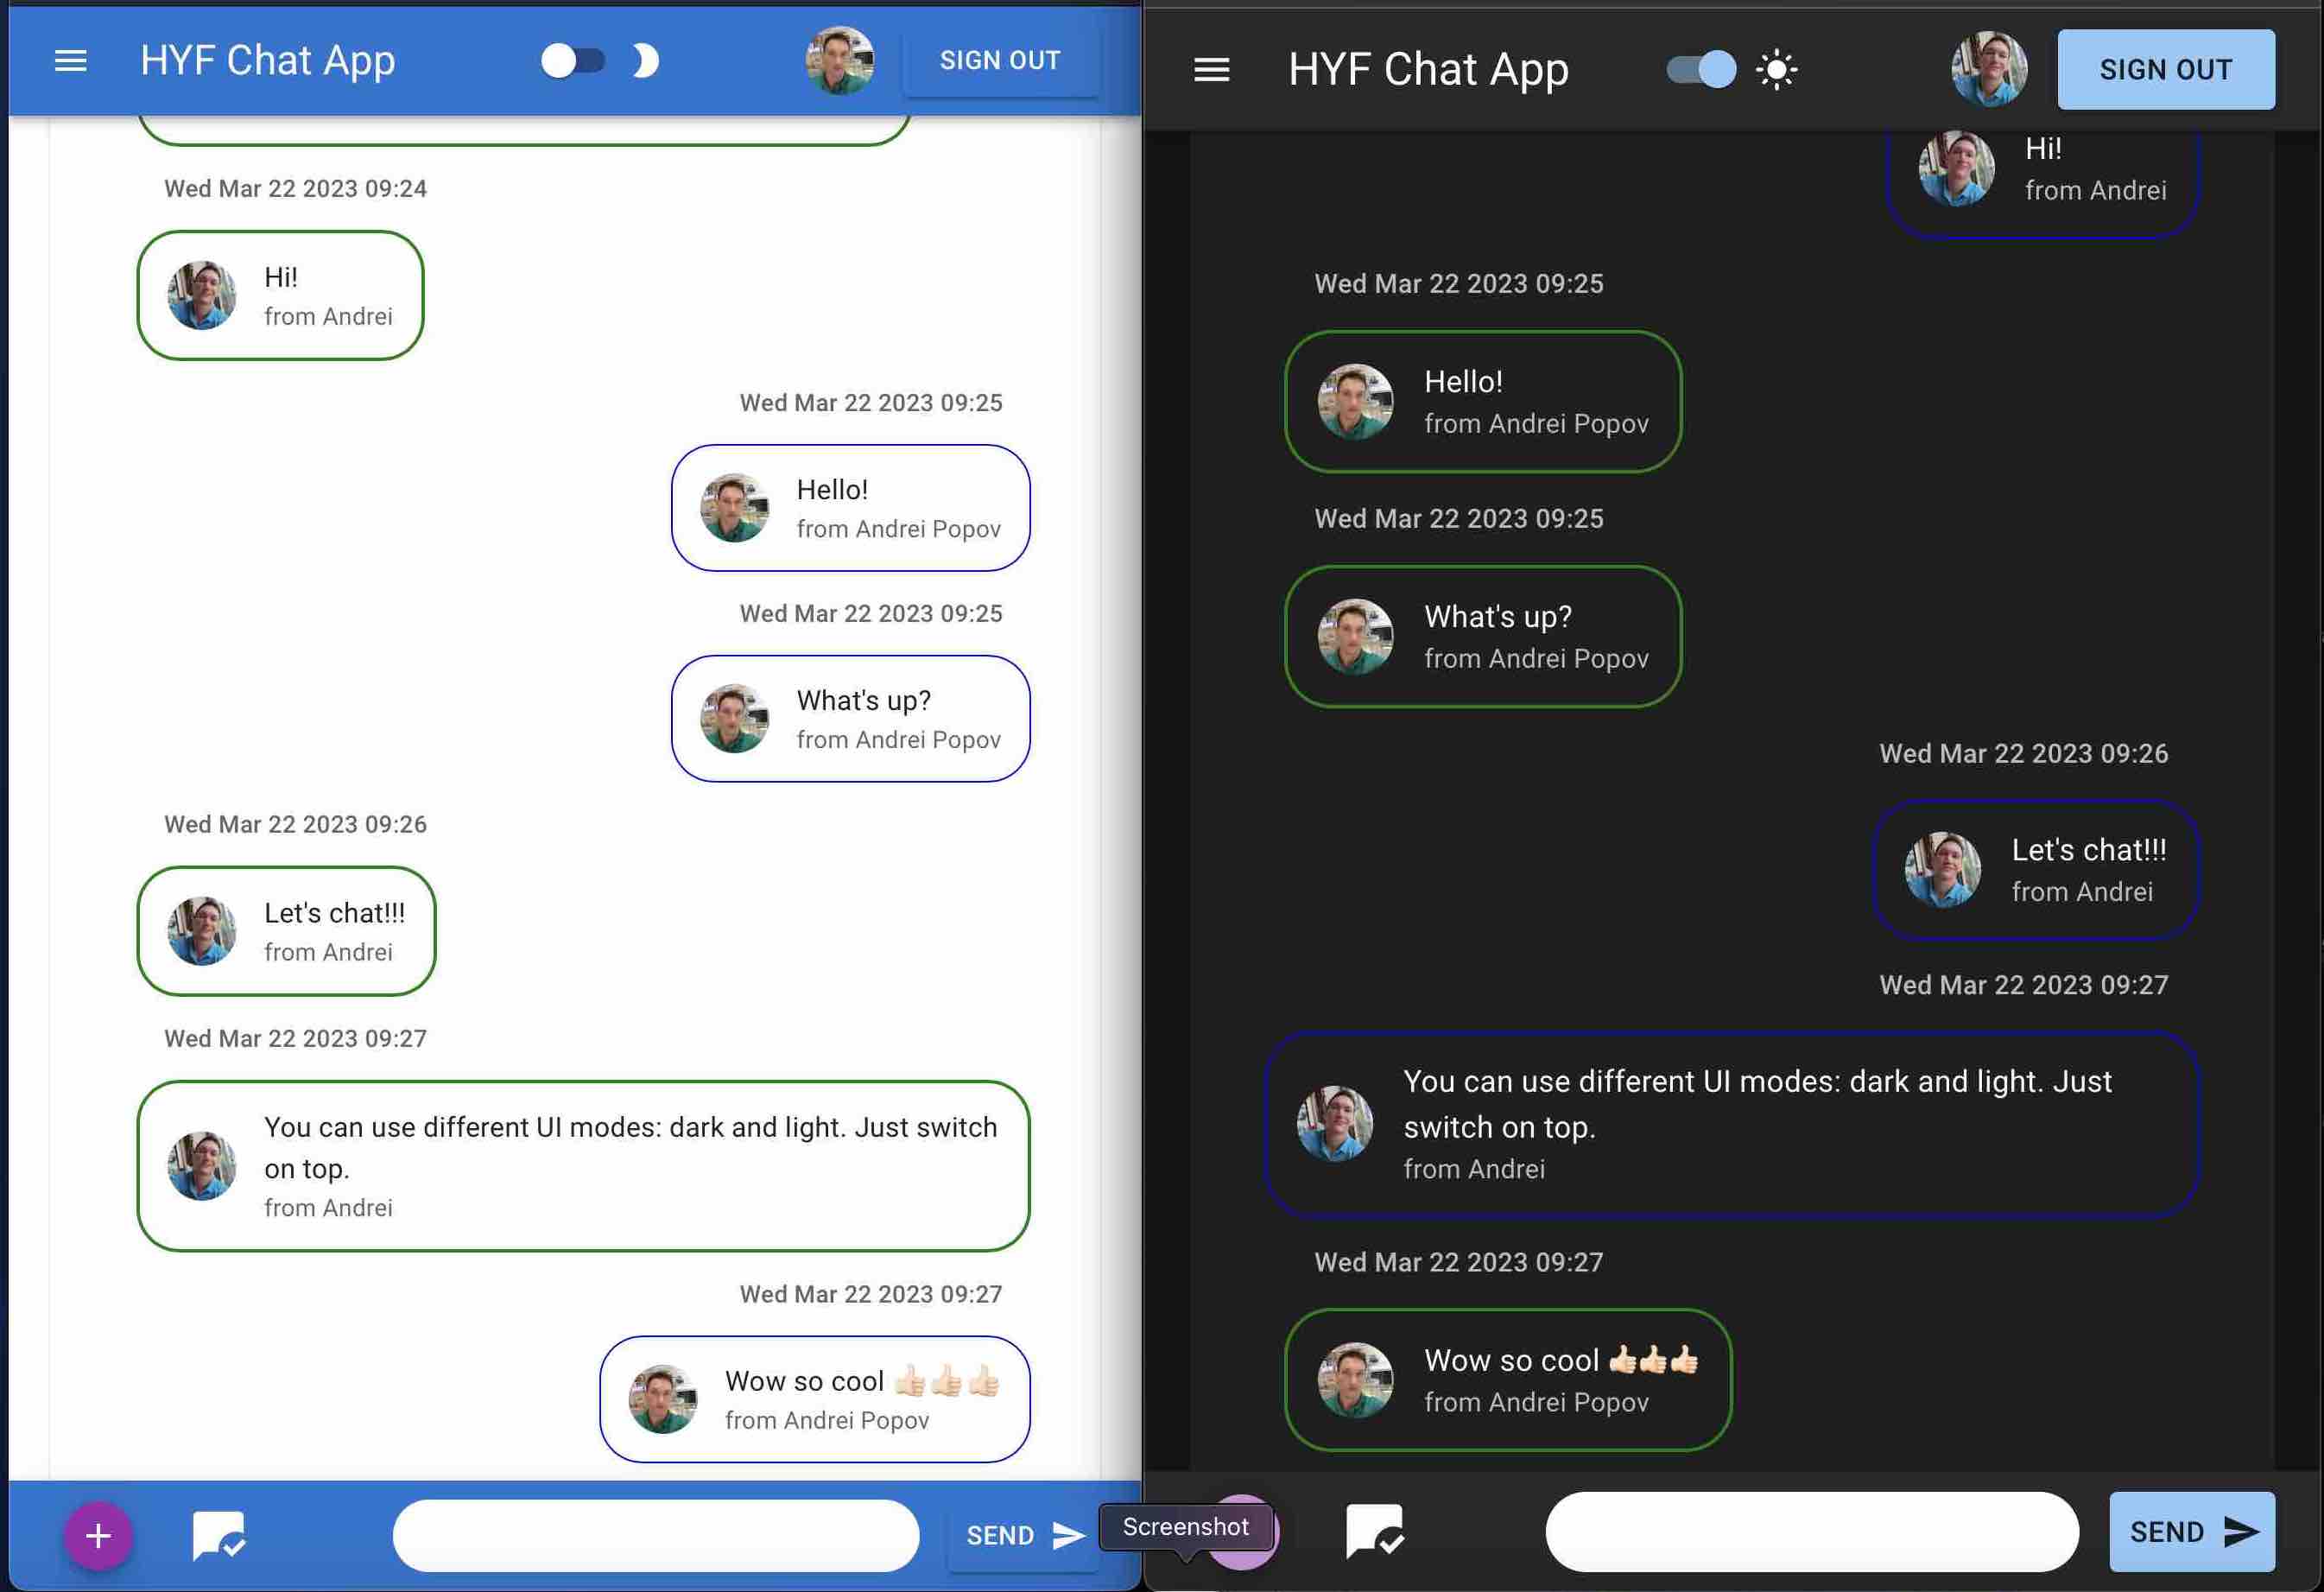 HYF Chat App
SIGN OUT
Wed Mar 22 2023 09:24
Hi!
from Andrei
Wed Mar 22 2023 09:25
Hello!
from Andrei Popov
Wed Mar 22 2023 09:25
What's up?
from Andrei Popov
Wed Mar 22 2023 09:26
Let's chat!!!
from Andrei
Wed Mar 22 2023 09:27
You can use different UI modes: dark and light. Just switch
on top.
from Andrei
Wed Mar 22 2023 09:27
Wow so cool 👍🏻👍🏻👍🏻
from Andrei Popov
SEND
HYF Chat App
SIGN OUT
Hi!
from Andrei
Wed Mar 22 2023 09:25
Hello!
from Andrei Popov
Wed Mar 22 2023 09:25
What's up?
from Andrei Popov
Wed Mar 22 2023 09:26
Let's chat!!!
from Andrei
Wed Mar 22 2023 09:27
You can use different UI modes: dark and light. Just
switch on top.
from Andrei
Wed Mar 22 2023 09:27
Wow so cool 👍🏻👍🏻👍🏻
from Andrei Popov
Screenshot
SEND